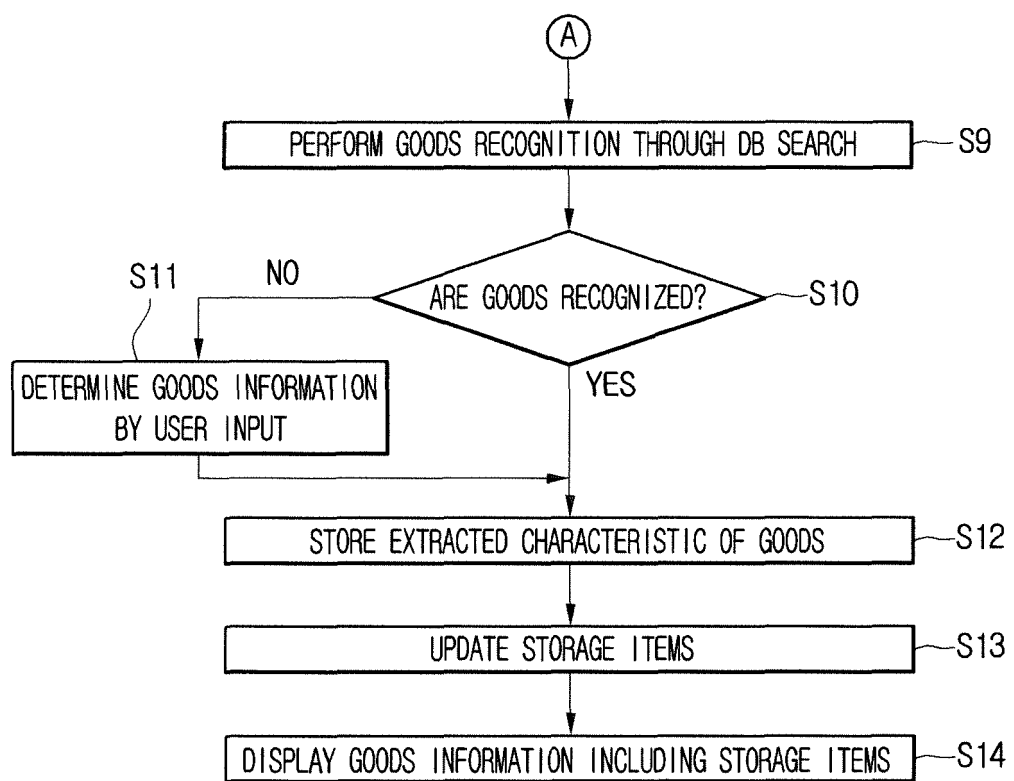 A
PERFORM GOODS RECOGNITION THROUGH DB SEARCH
S9
ARE GOODS RECOGNIZED?
S10
NO
S11
YES
DETERMINE GOODS INFORMATION
BY USER INPUT
STORE EXTRACTED CHARACTERISTIC OF GOODS
S12
UPDATE STORAGE ITEMS
S13
DISPLAY GOODS INFORMATION INCLUDING STORAGE ITEMS
S14